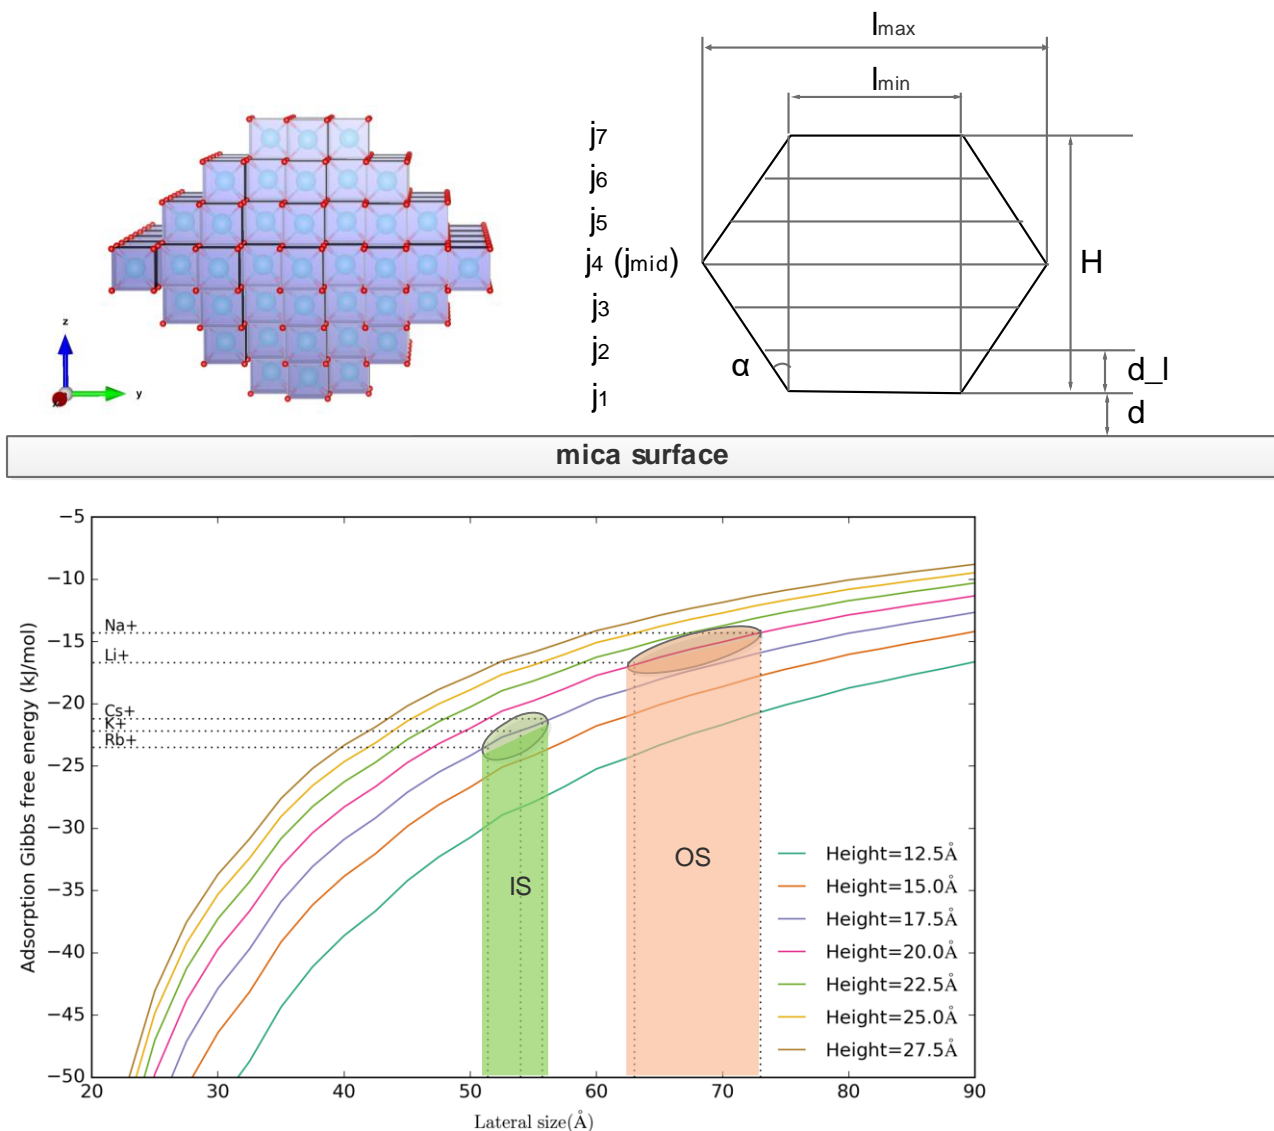 lmax
lmin
j7
j6
j5
j4 (jmid)
H
j3
j2
α
d_l
j1
d
z
y
x
mica surface
−5
−10
−15
−20
−25
−30
−35
−40
−45
−50
Adsorption Gibbs free energy (kJ/mol)
Na+
Li+
Cs+
K+
Rb+
IS
OS
Height=12.5Å
Height=15.0Å
Height=17.5Å
Height=20.0Å
Height=22.5Å
Height=25.0Å
Height=27.5Å
20 30 40 50 60 70 80 90
Lateral size(Å)